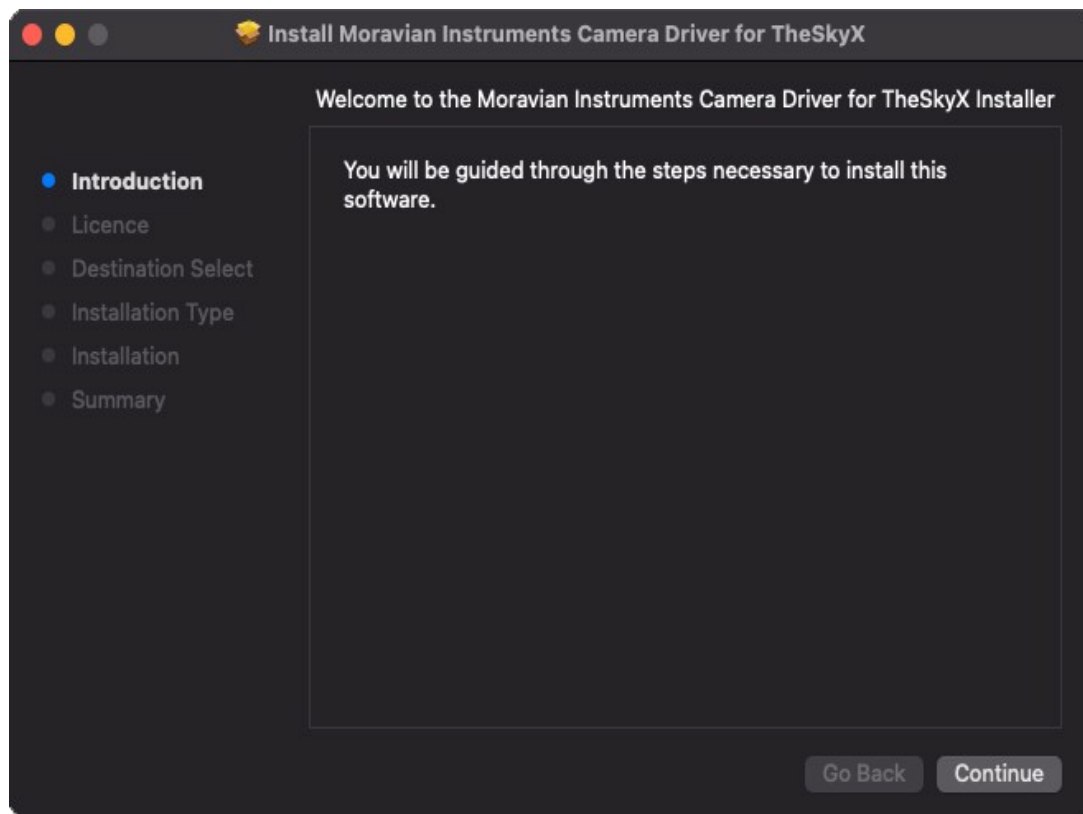 Install Moravian Instruments Camera Driver for TheSkyX
Welcome to the Moravian Instruments Camera Driver for TheSkyX Installer
Introduction
Licence
Destination Select
Installation Type
Installation
Summary
You will be guided through the steps necessary to install this
software.
Go Back
Continue